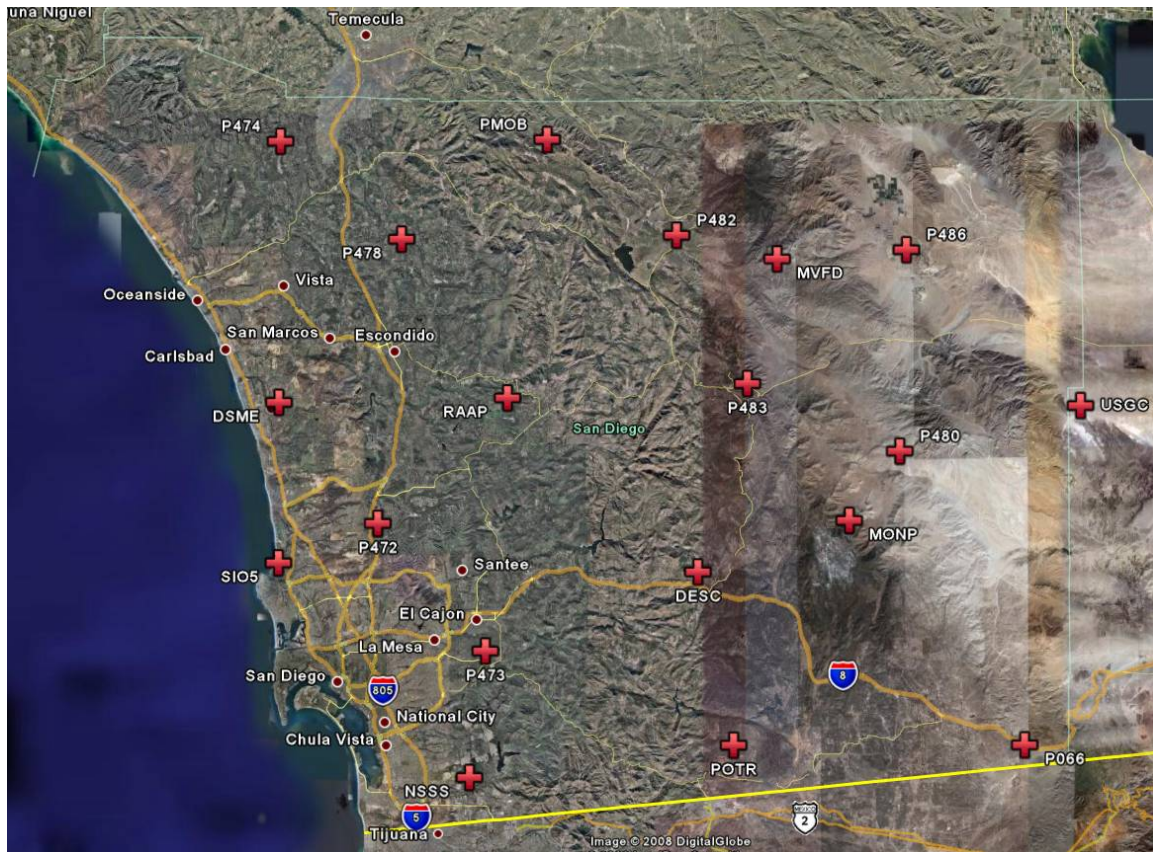 una Niguel
Temecula
P474
PMOB
P482
P486
P478
MVFD
Vista
Oceanside
San Marcos
Escondido
Carlsbad
P483
DSME
RAAP
USGC
San Diego
P480
P472
MONP
SIO5
Santee
DESC
El Cajon
La Mesa
P473
San Diego
805
8
National City
Chula Vista
POTR
P066
NSSS
5
MEXICO
2
Tijuana
Image © 2008 DigitalGlobe